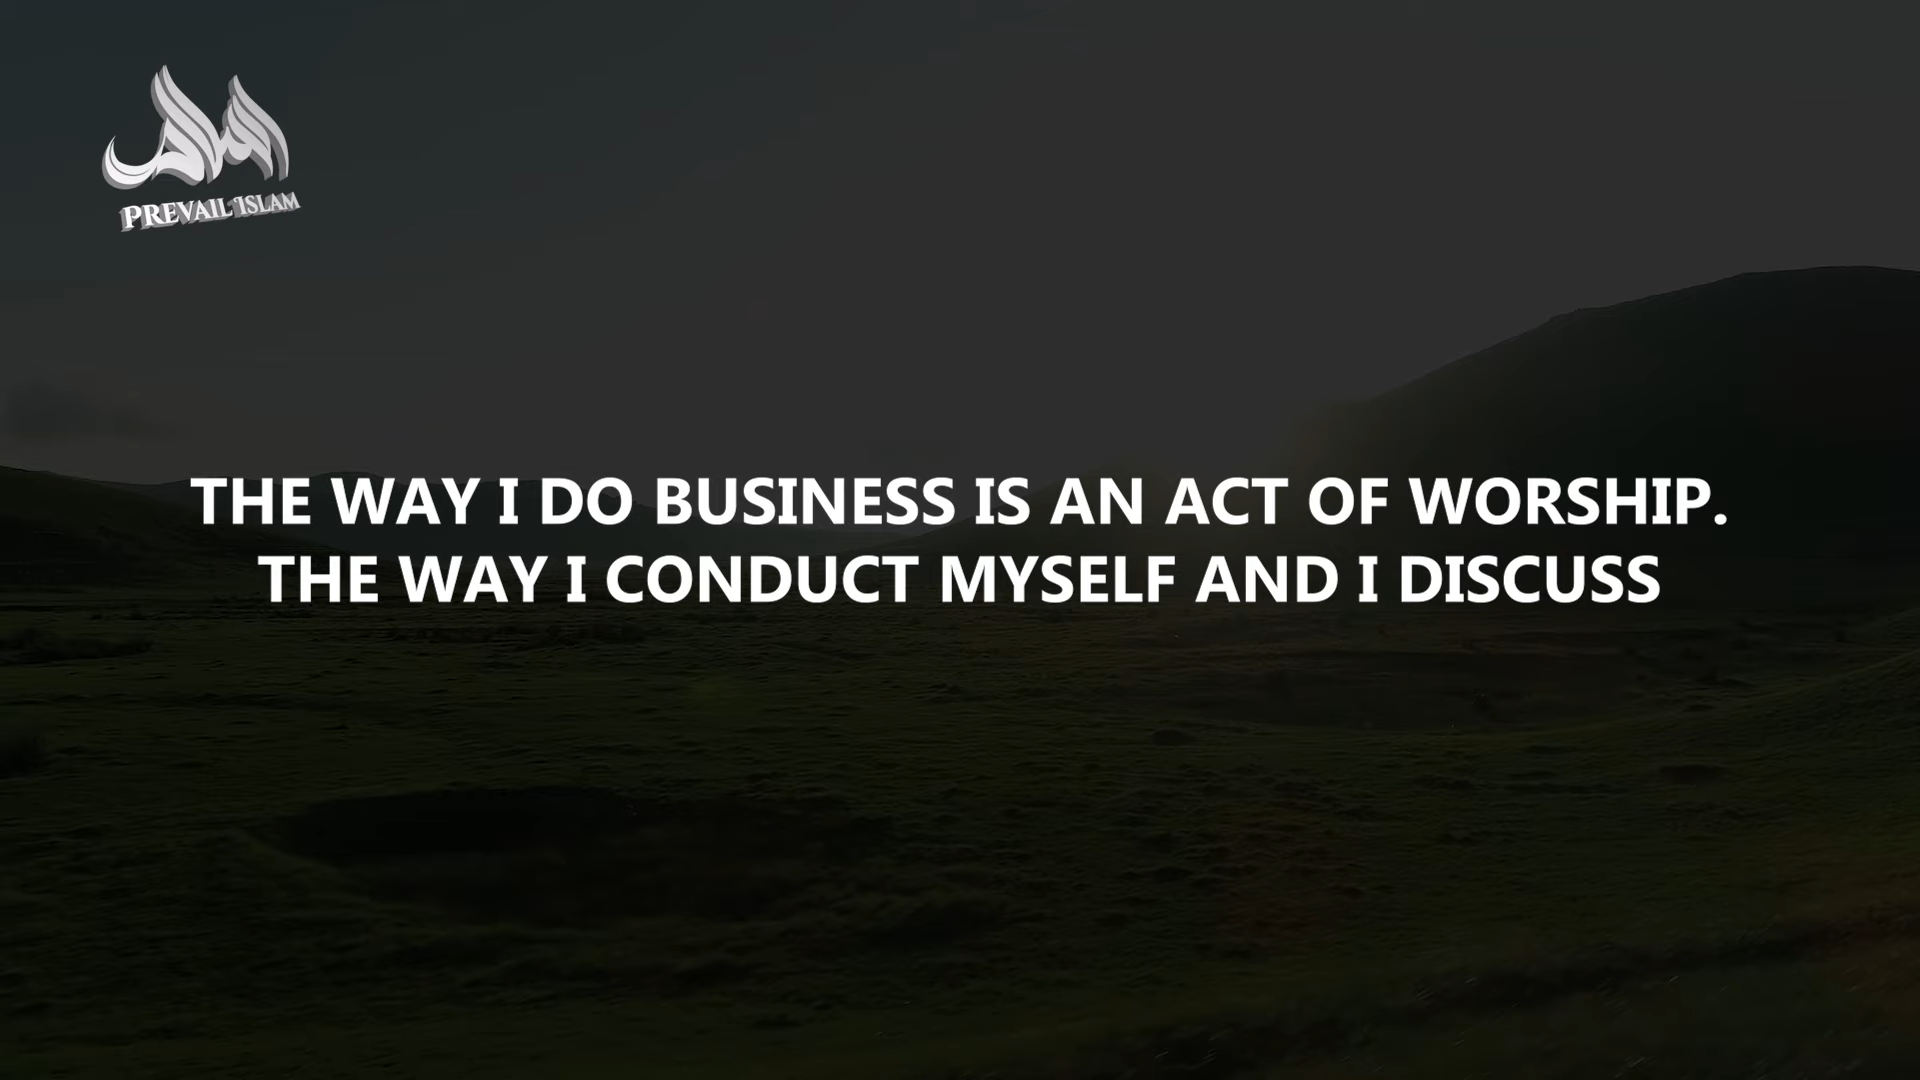 PREVAIL ISLAM
THE WAY I DO BUSINESS IS AN ACT OF WORSHIP.
THE WAY I CONDUCT MYSELF AND I DISCUSS